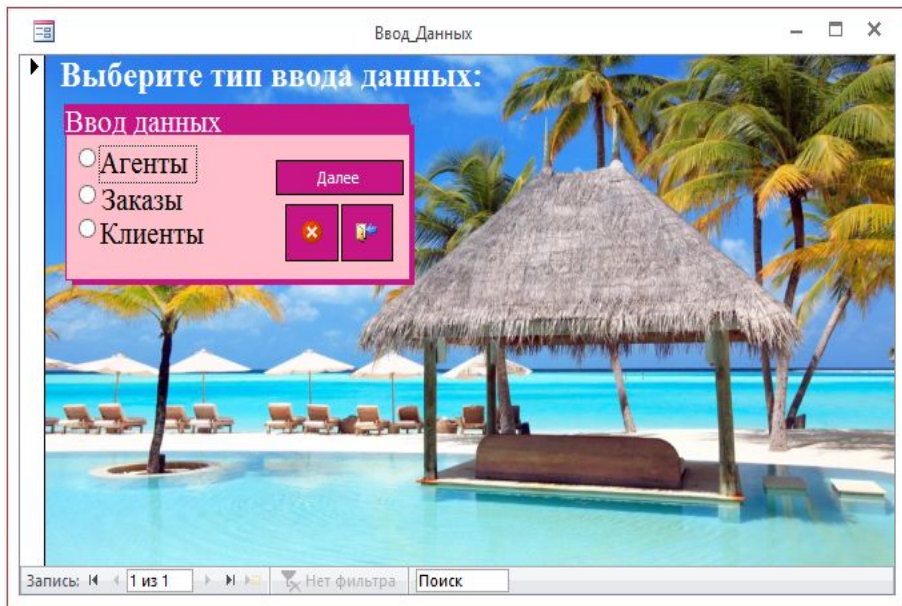 Ввод_Данных
Выберите тип ввода данных:
Ввод данных
Агенты
Далее
Заказы
Клиенты
Запись: 1 из 1 Нет фильтра Поиск